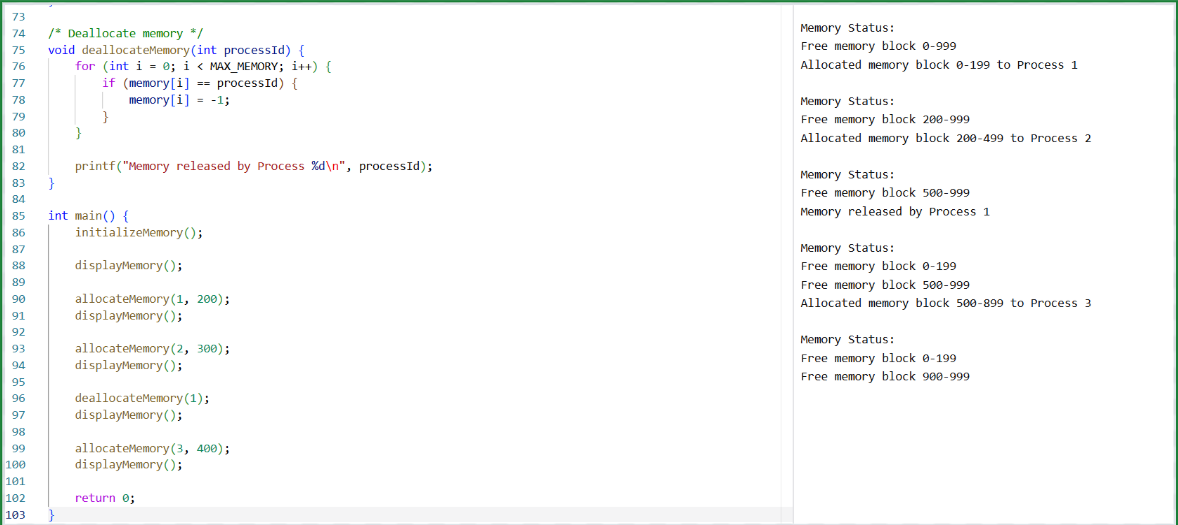 73
74 /* Deallocate memory */
75 void deallocateMemory(int processId) {
76     for (int i = 0; i < MAX_MEMORY; i++) {
77         if (memory[i] == processId) {
78             memory[i] = -1;
79         }
80     }
81
82     printf("Memory released by Process %d\n", processId);
83 }
84
85 int main() {
86     initializeMemory();
87
88     displayMemory();
89
90     allocateMemory(1, 200);
91     displayMemory();
92
93     allocateMemory(2, 300);
94     displayMemory();
95
96     deallocateMemory(1);
97     displayMemory();
98
99     allocateMemory(3, 400);
100     displayMemory();
101
102     return 0;
103 }
Memory Status:
Free memory block 0-999
Allocated memory block 0-199 to Process 1

Memory Status:
Free memory block 200-999
Allocated memory block 200-499 to Process 2

Memory Status:
Free memory block 500-999
Memory released by Process 1

Memory Status:
Free memory block 0-199
Free memory block 500-999
Allocated memory block 500-899 to Process 3

Memory Status:
Free memory block 0-199
Free memory block 900-999